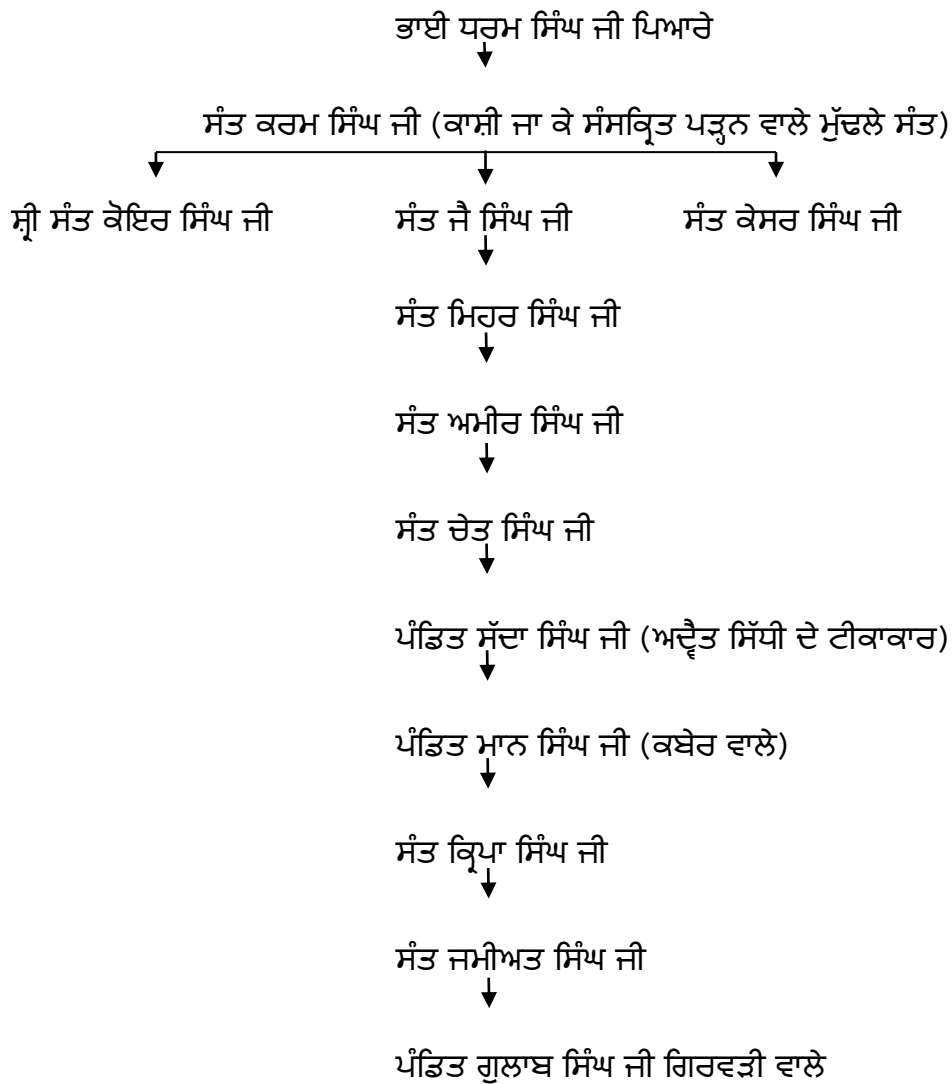 ਭਾਈ ਧਰਮ ਸਿੰਘ ਜੀ ਪਿਆਰੇ
ਸੰਤ ਕਰਮ ਸਿੰਘ ਜੀ (ਕਾਸ਼ੀ ਜਾ ਕੇ ਸੰਸਕ੍ਰਿਤ ਪੜ੍ਹਨ ਵਾਲੇ ਮੁੱਢਲੇ ਸੰਤ)
ਸ਼੍ਰੀ ਸੰਤ ਕੋਇਰ ਸਿੰਘ ਜੀ ਸੰਤ ਜੈ ਸਿੰਘ ਜੀ ਸੰਤ ਕੇਸਰ ਸਿੰਘ ਜੀ
ਸੰਤ ਮਿਹਰ ਸਿੰਘ ਜੀ
ਸੰਤ ਅਮੀਰ ਸਿੰਘ ਜੀ
ਸੰਤ ਚੇਤ ਸਿੰਘ ਜੀ
ਪੰਡਿਤ ਸੱਦਾ ਸਿੰਘ ਜੀ (ਅਦ੍ਵੈਤ ਸਿੱਧੀ ਦੇ ਟੀਕਾਕਾਰ)
ਪੰਡਿਤ ਮਾਨ ਸਿੰਘ ਜੀ (ਕਬੇਰ ਵਾਲੇ)
ਸੰਤ ਕ੍ਰਿਪਾ ਸਿੰਘ ਜੀ
ਸੰਤ ਜਮੀਅਤ ਸਿੰਘ ਜੀ
ਪੰਡਿਤ ਗੁਲਾਬ ਸਿੰਘ ਜੀ ਗਿਰਵੜੀ ਵਾਲੇ